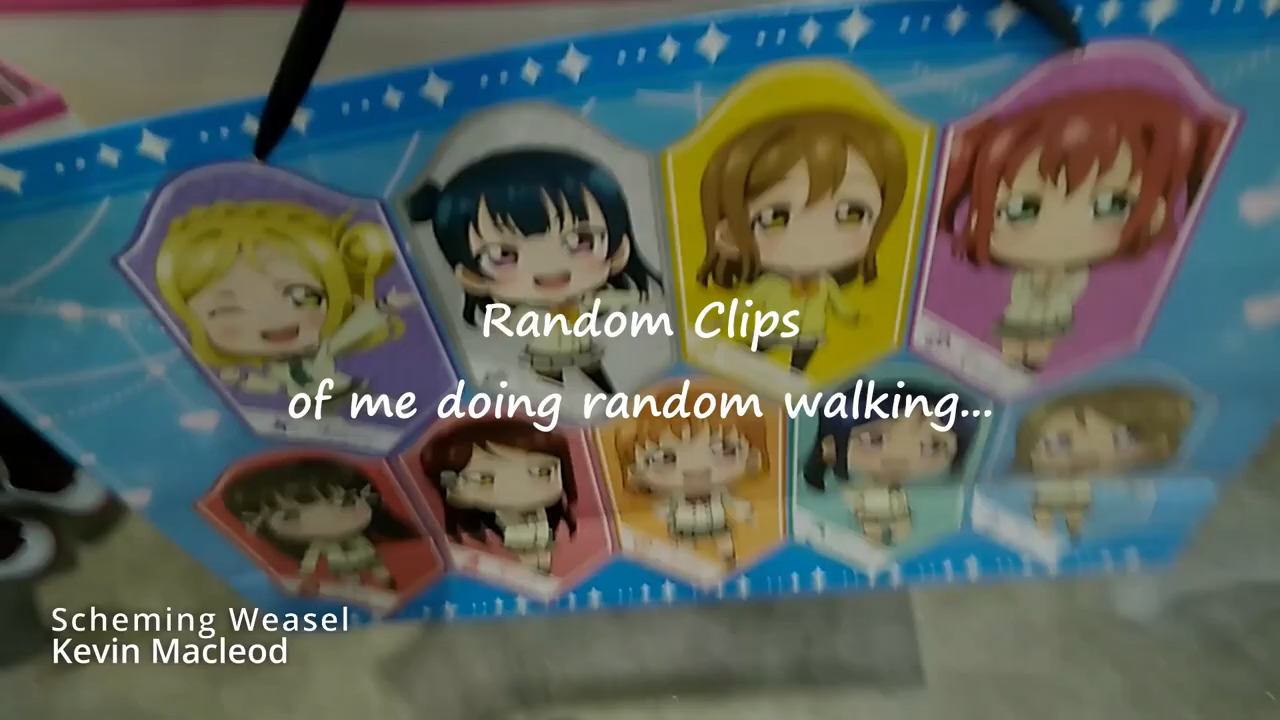 Random Clips
of me doing random walking...
Scheming Weasel
Kevin Macleod